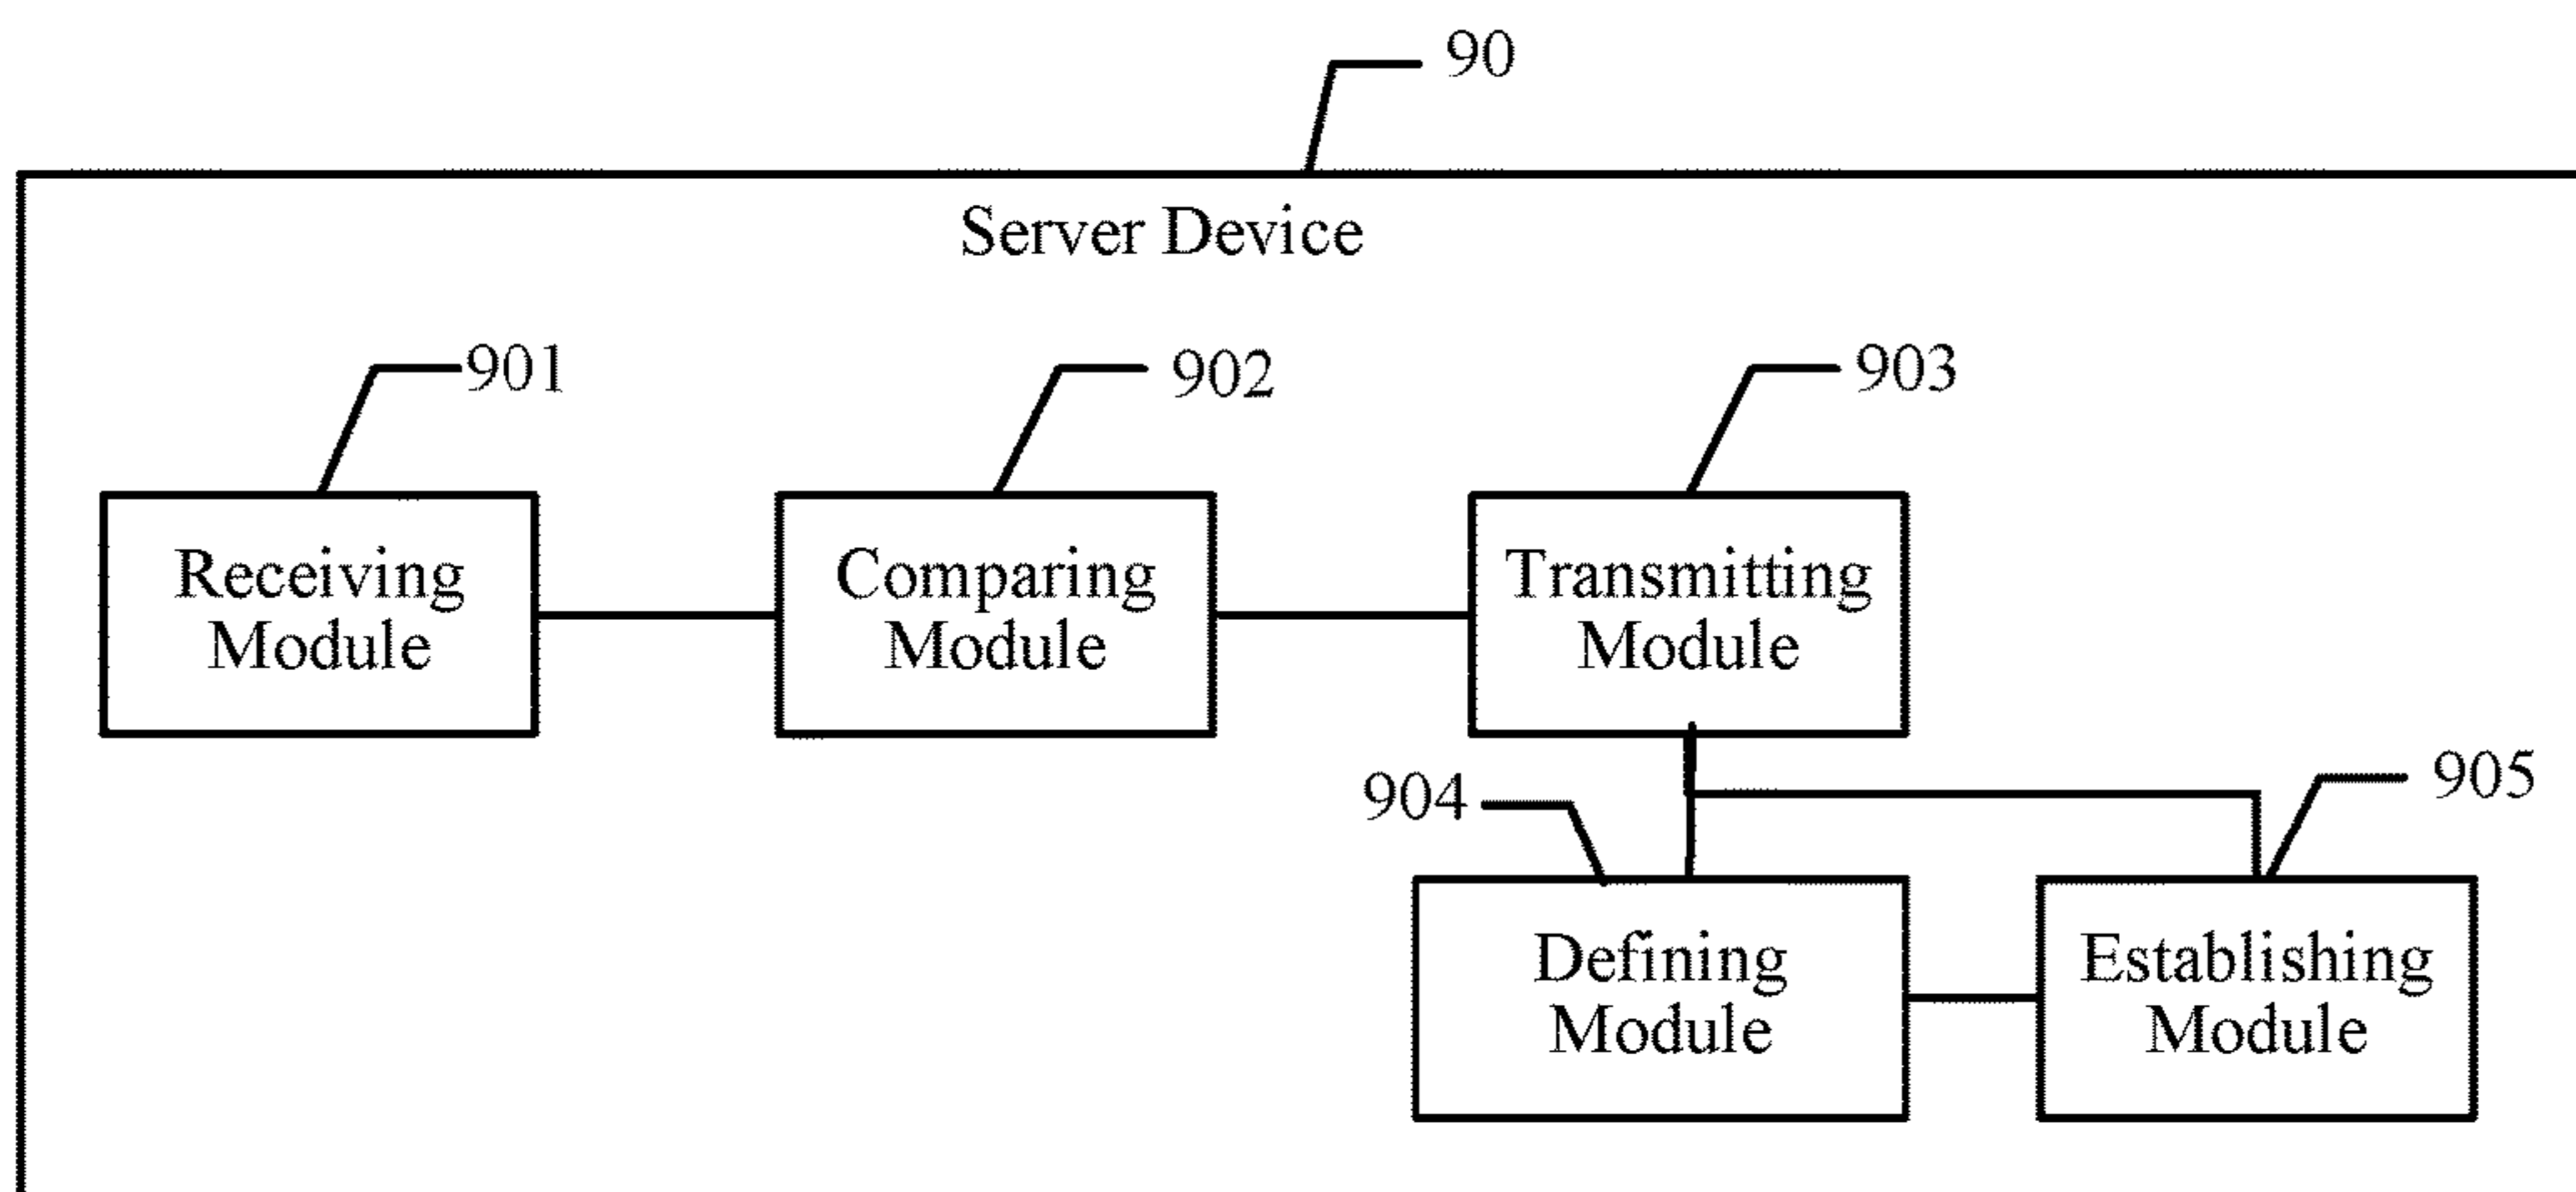 90
Server Device
901
902
903
Receiving
Module
Comparing
Module
Transmitting
Module
904
905
Defining
Module
Establishing
Module